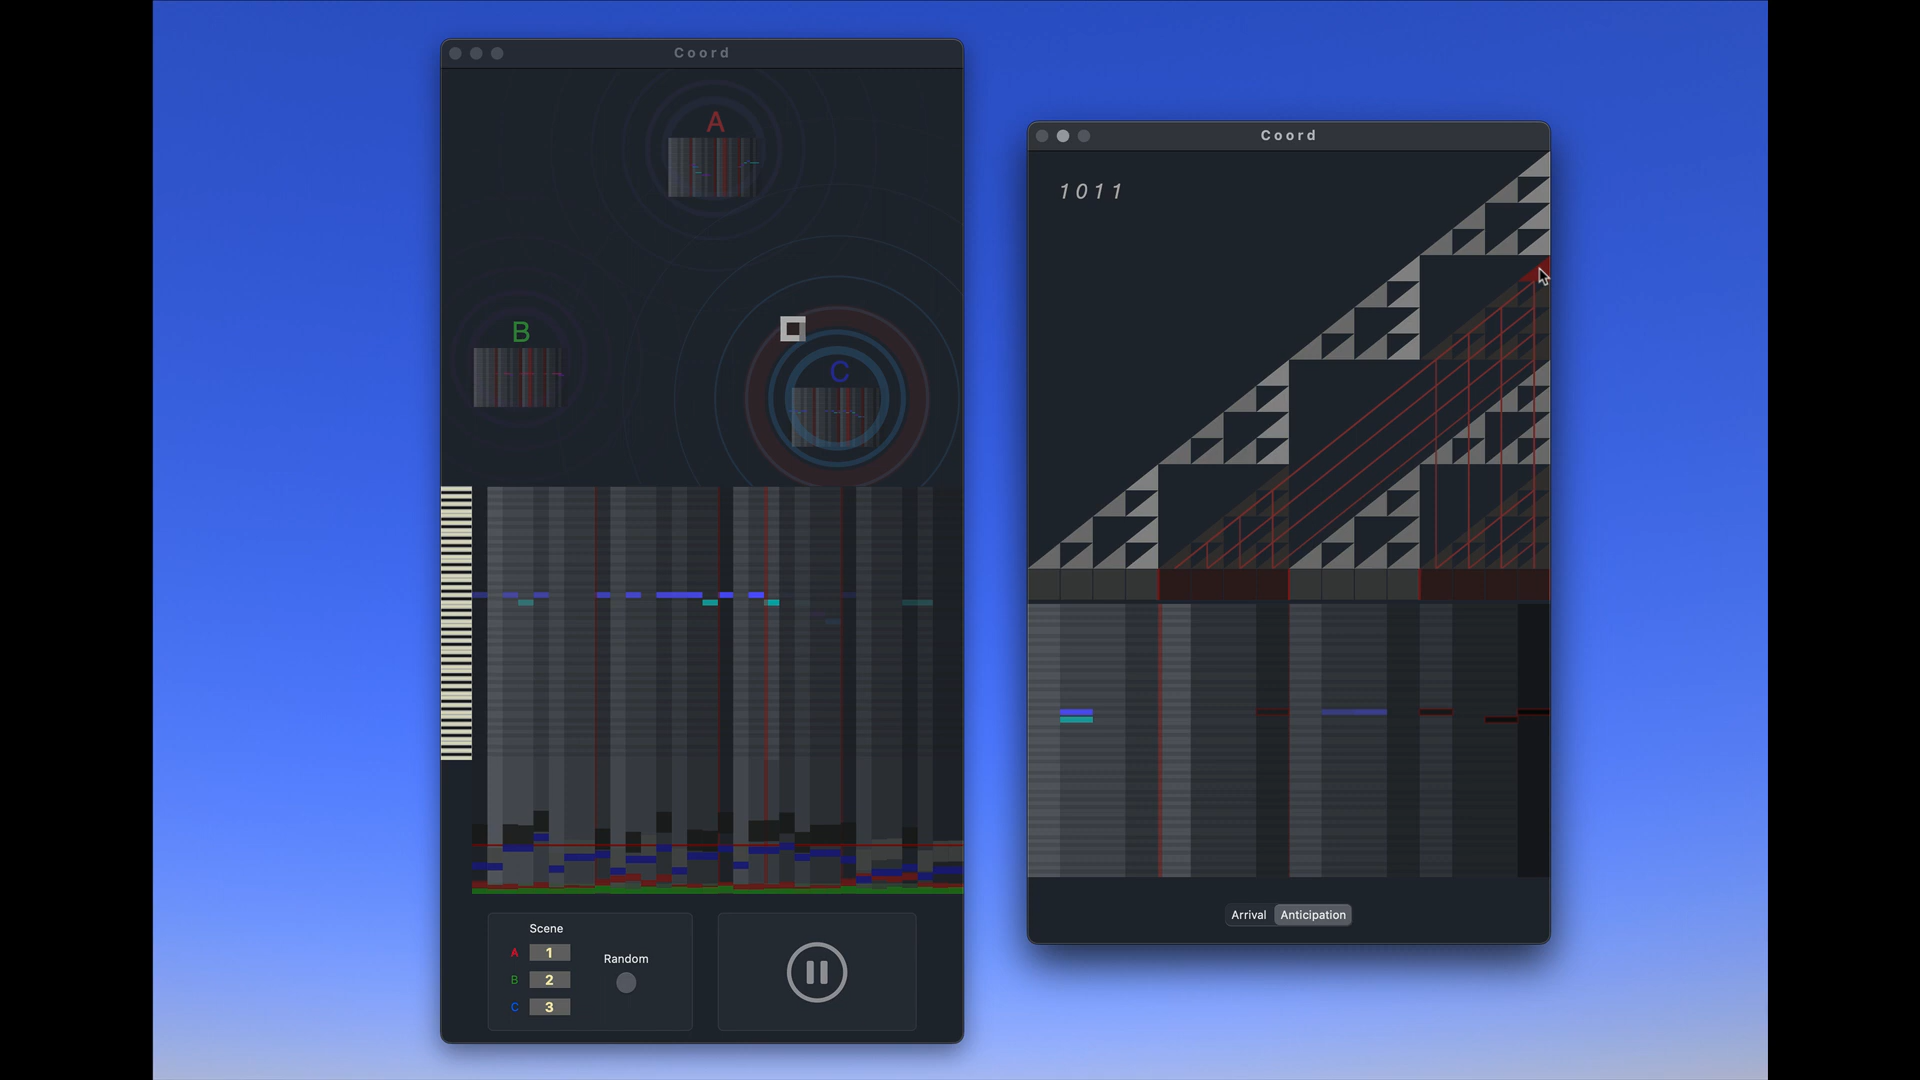 Coord
A
B
C
Scene
A 1
B 2
C 3
Random
Coord
1011
Arrival Anticipation